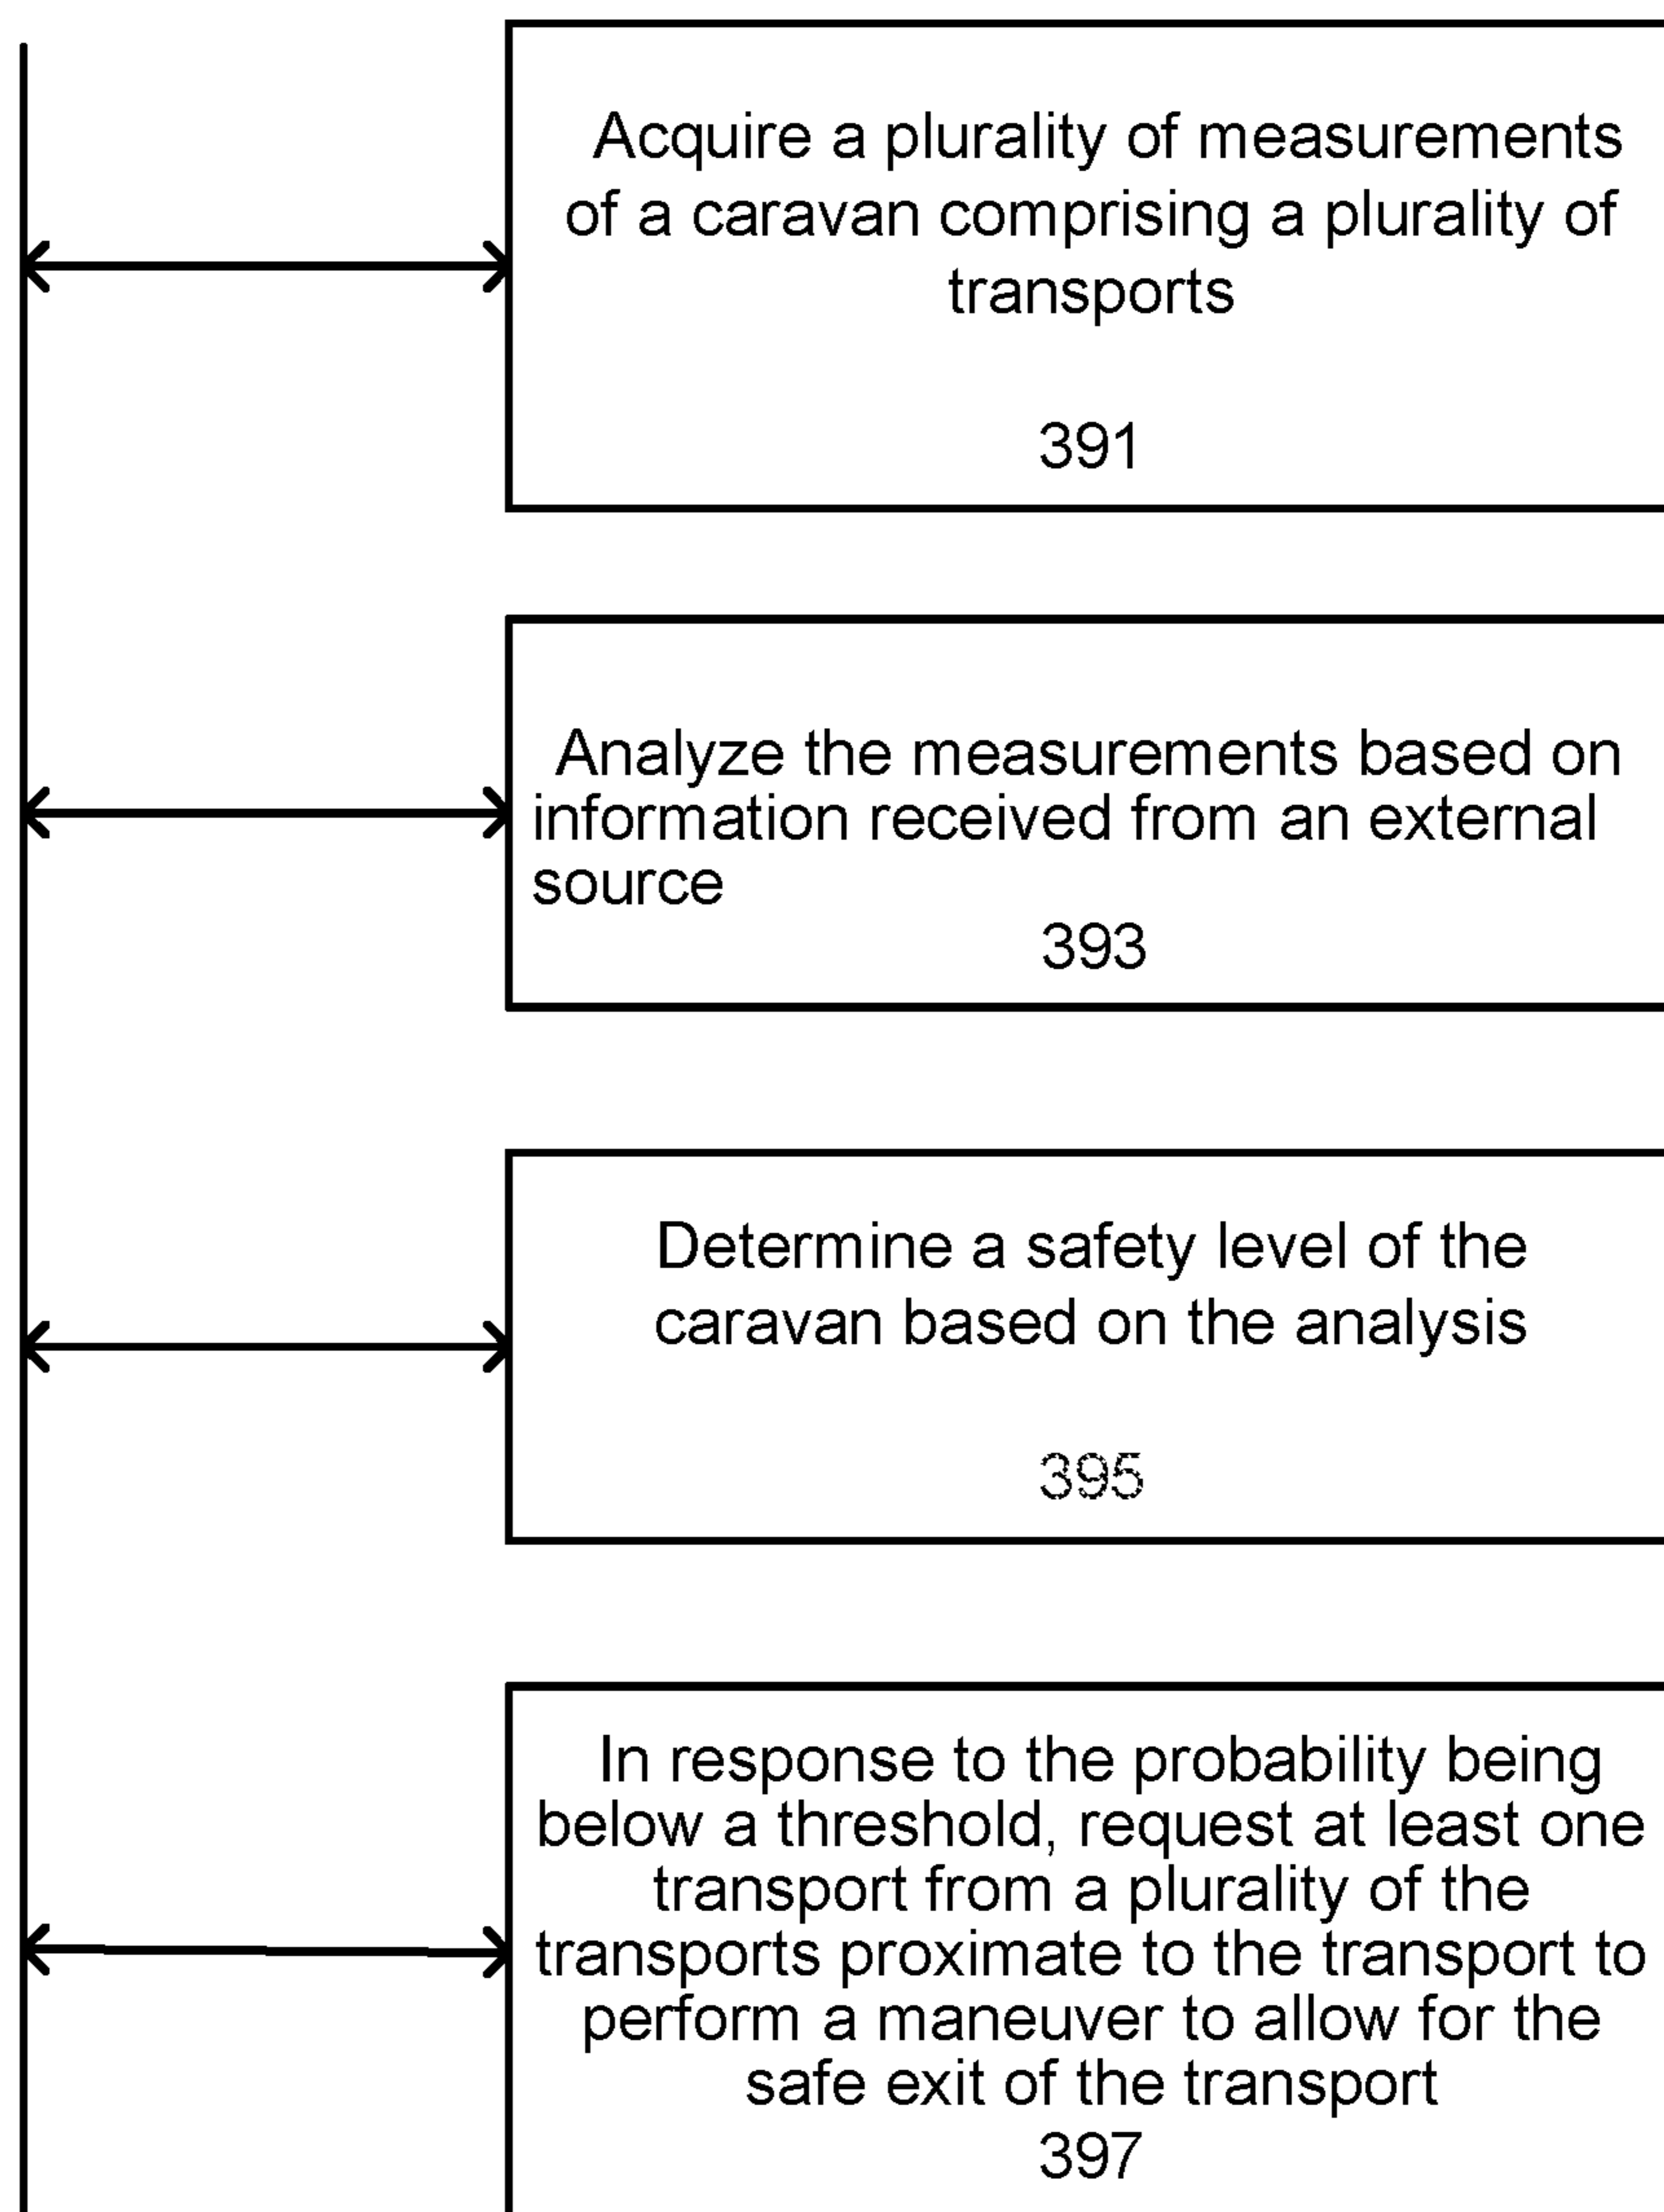 Acquire a plurality of measurements
of a caravan comprising a plurality of
transports
391
Analyze the measurements based on
information received from an external
source
393
Determine a safety level of the
caravan based on the analysis
395
In response to the probability being
below a threshold, request at least one
transport from a plurality of the
transports proximate to the transport to
perform a maneuver to allow for the
safe exit of the transport
397